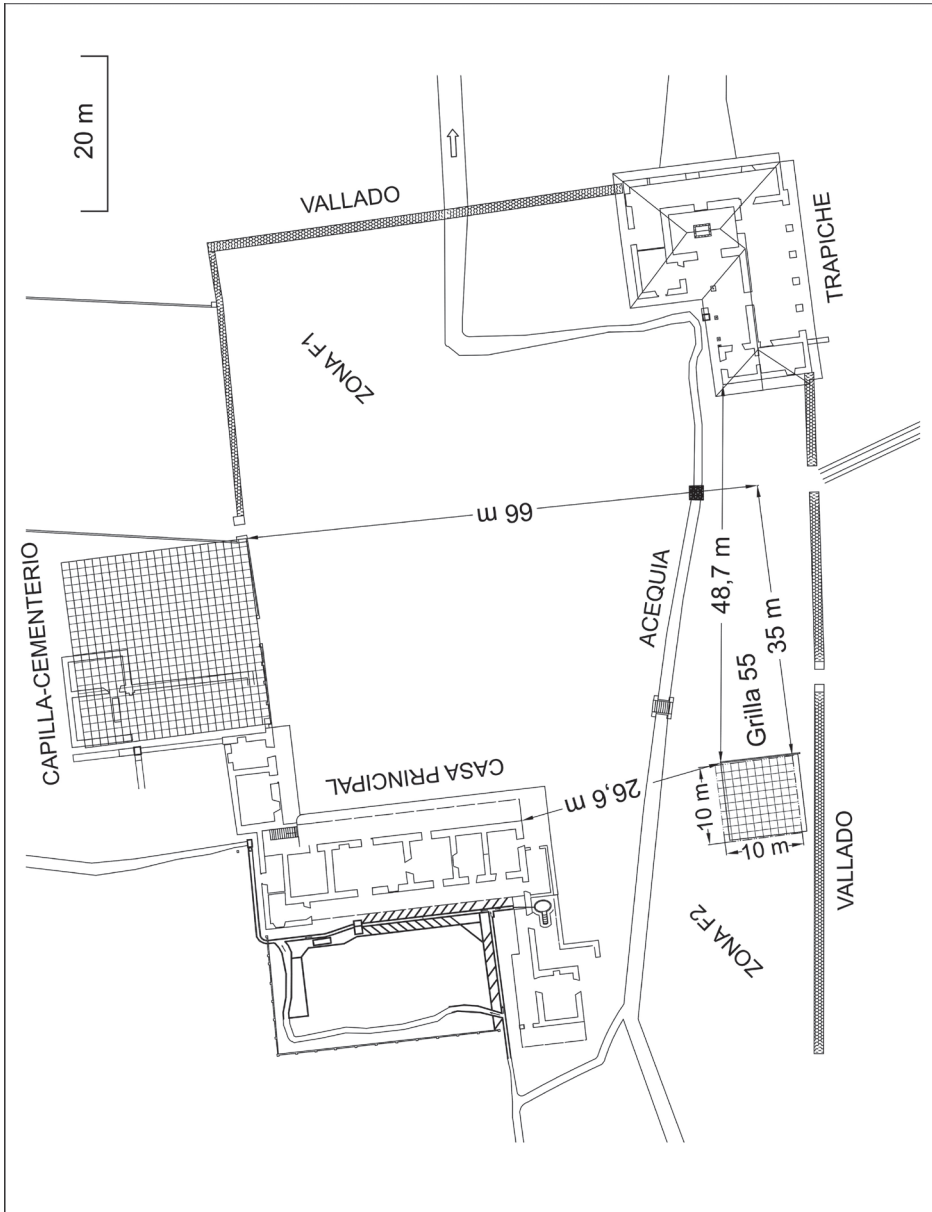 20 m
VALLADO
ZONA F1
TRAPICHE
CAPILLA-CEMENTERIO
66 m
ACEQUIA
48,7 m
35 m
Grilla 55
CASA PRINCIPAL
26,6 m
10 m
10 m
ZONA F2
VALLADO